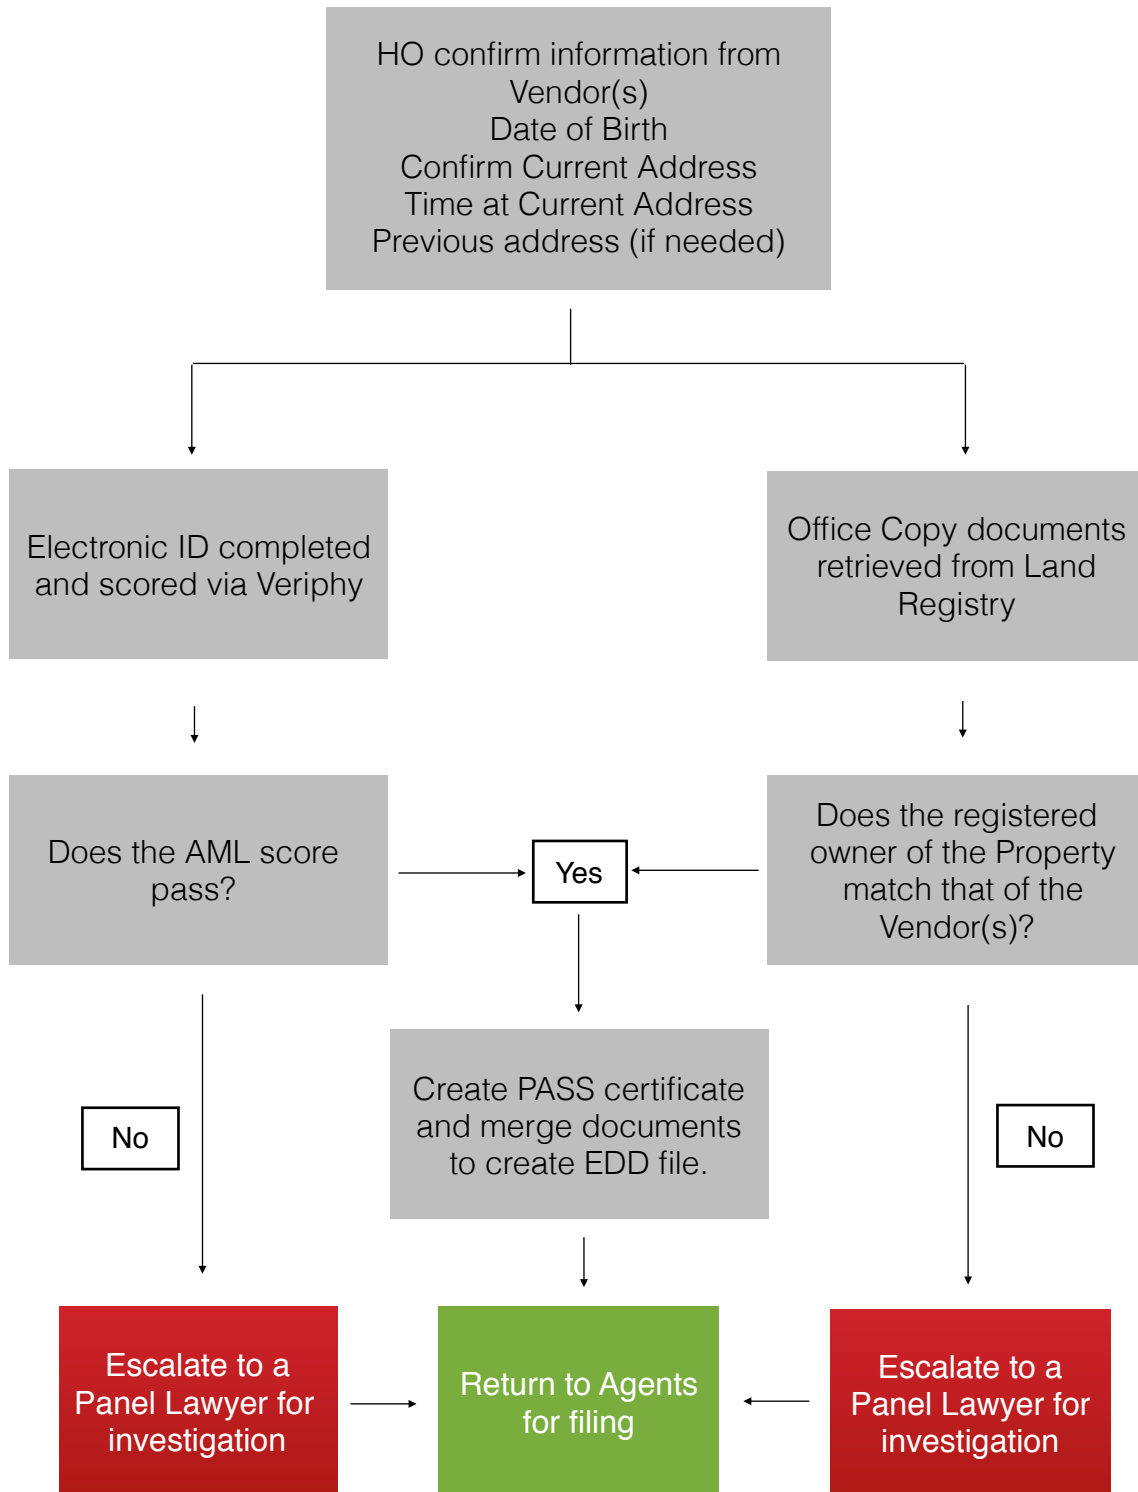 HO confirm information from
Vendor(s)
Date of Birth
Confirm Current Address
Time at Current Address
Previous address (if needed)
Electronic ID completed
and scored via Veriphy
Office Copy documents
retrieved from Land
Registry
Does the AML score
pass?
Yes
Does the registered
owner of the Property
match that of the
Vendor(s)?
Create PASS certificate
and merge documents
to create EDD file.
No
No
Escalate to a
Panel Lawyer for
investigation
Return to Agents
for filing
Escalate to a
Panel Lawyer for
investigation